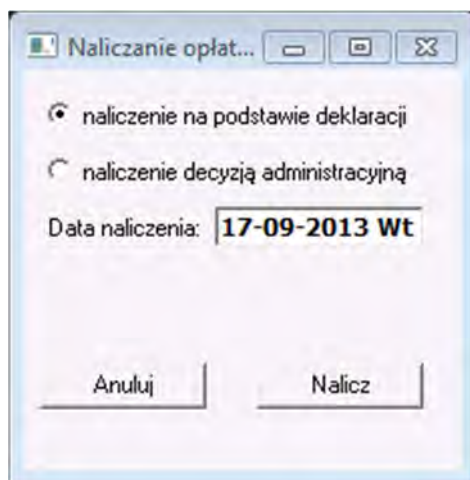 Naliczanie opłat...
naliczenie na podstawie deklaracji
naliczenie decyzją administracyjną
Data naliczenia: 17-09-2013 Wt
Anuluj Nalicz